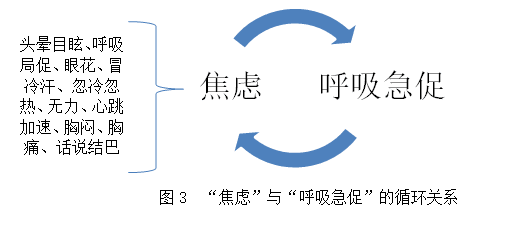 头晕目眩、呼吸
局促、眼花、冒
冷汗、忽冷忽
热、无力、心跳
加速、胸闷、胸
痛、话说结巴
焦虑
呼吸急促
图 3 “焦虑”与“呼吸急促”的循环关系